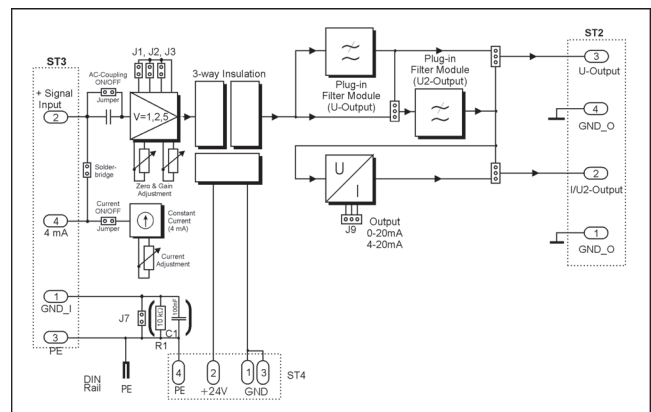 ST3
J1, J2, J3
AC-Coupling
ON/OFF
Jumper
+ Signal
Input
2
V=1,2,5
3-way Insulation
Zero & Gain
Adjustment
Solder-
bridge
Current
ON/OFF
Jumper
4
4 mA
Constant
Current
(4 mA)
Current
Adjustment
1
GND_I
3
PE
J7
10 kΩ
R1
100nF
C1
DIN
Rail
PE
4
PE
2
+24V
1
3
GND
ST4
Plug-in
Filter Module
(U-Output)
Plug-in
Filter Module
(U2-Output)
U
I
J9
Output
0-20mA
4-20mA
ST2
3
U-Output
4
GND_O
2
I/U2-Output
1
GND_O